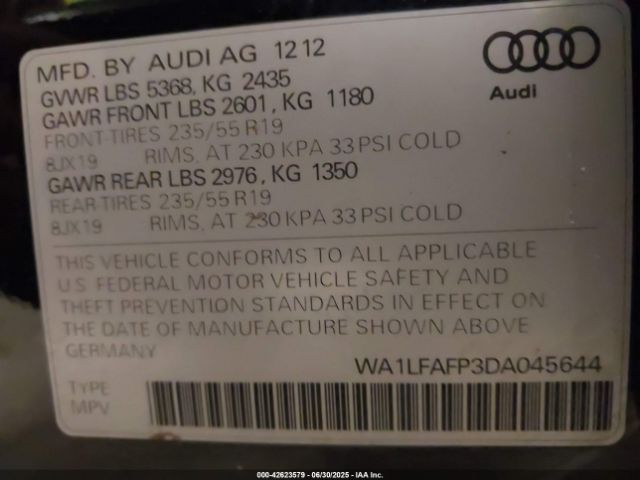 MFD. BY AUDI AG 12 12
GVWR LBS 5368, KG 2435
GAWR FRONT LBS 2601, KG 1180
FRONT-TIRES 235/55 R19
8JX19 RIMS, AT 230 KPA 33 PSI COLD
GAWR REAR LBS 2976, KG 1350
REAR-TIRES 235/55 R19
8JX19 RIMS, AT 230 KPA 33 PSI COLD
Audi
THIS VEHICLE CONFORMS TO ALL APPLICABLE
U.S. FEDERAL MOTOR VEHICLE SAFETY AND
THEFT PREVENTION STANDARDS IN EFFECT ON
THE DATE OF MANUFACTURE SHOWN ABOVE
GERMANY
WA1LFAFP3DA045644
TYPE
MPV
000-42623579 - 06/30/2025 - IAA Inc.